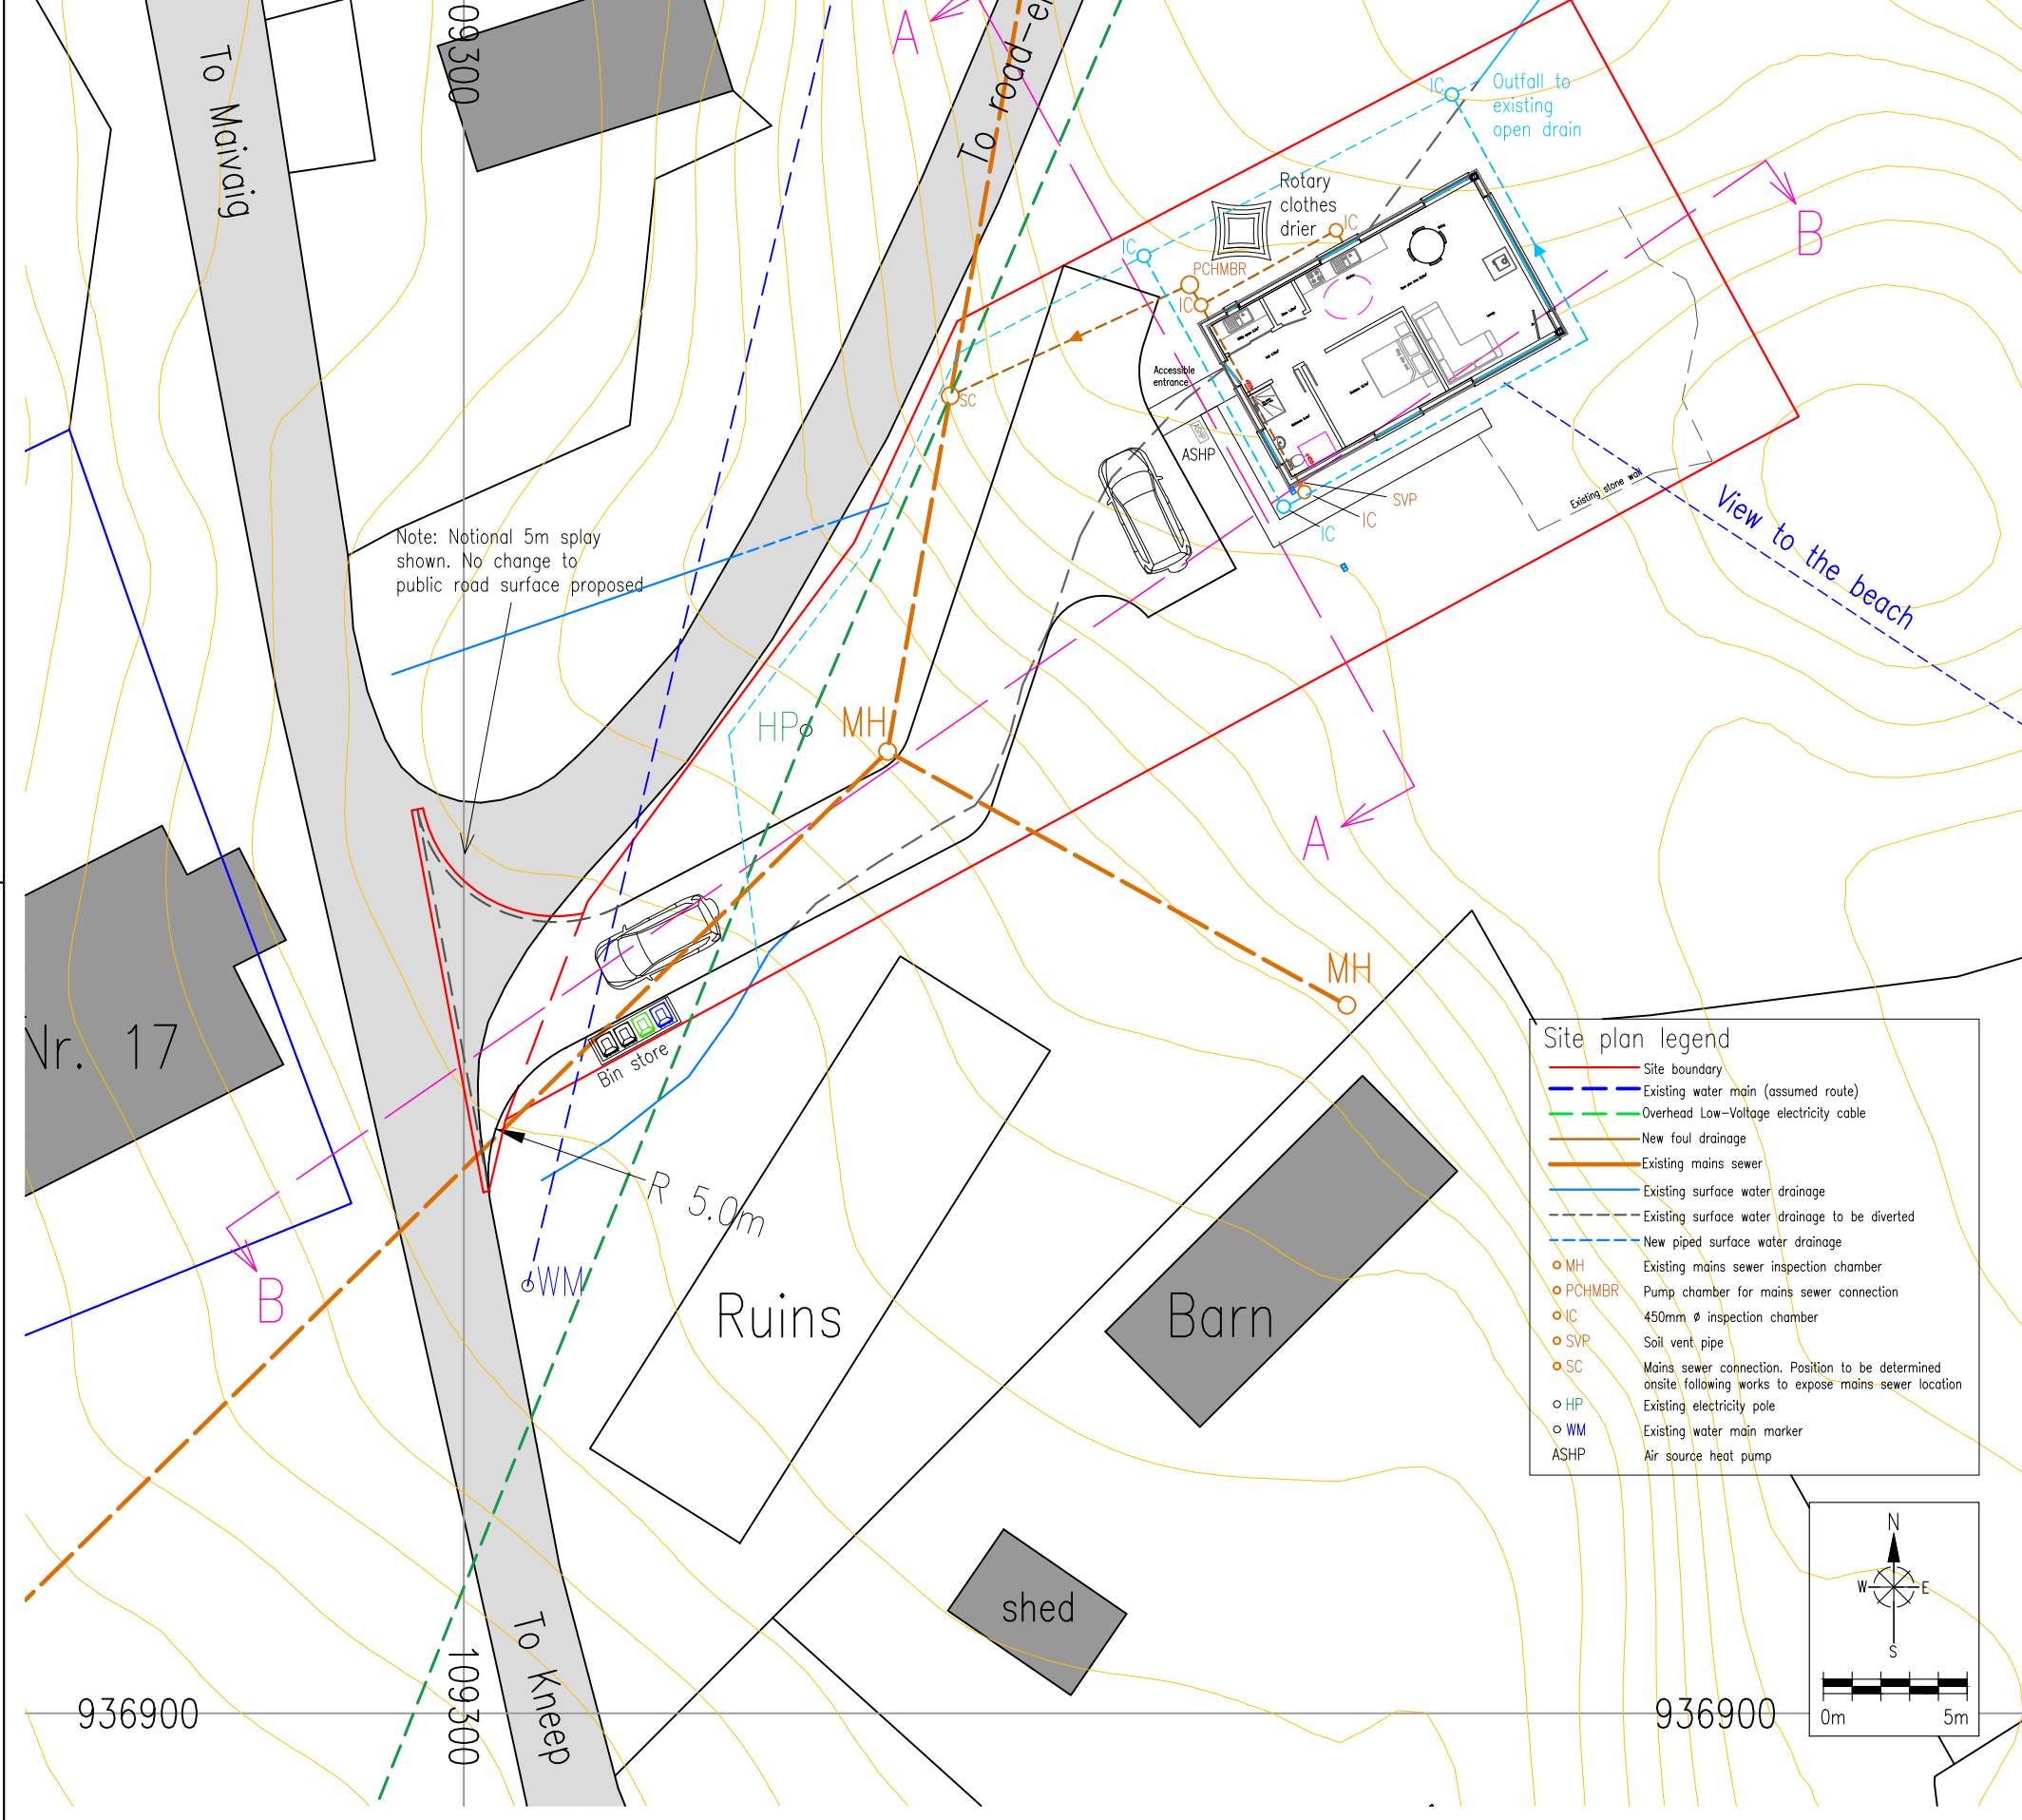 To Maivaig
109300
To road-e
A
IC
Outfall to
existing
open drain
Rotary
clothes
drier
IC
B
IC
PCHMBR
IC
Accessible
entrance
SC
ASHP
ASHP
SVP
IC
IC
Existing stone wall
View to the beach
Note: Notional 5m splay
shown. No change to
public road surface proposed
HP
MH
A
MH
Nr. 17
Bin store
R 5.0m
B
WM
Ruins
Barn
shed
To Kneep
109300
936900
936900
Site plan legend
Site boundary
Existing water main (assumed route)
Overhead Low-Voltage electricity cable
New foul drainage
Existing mains sewer
Existing surface water drainage
Existing surface water drainage to be diverted
New piped surface water drainage
MH Existing mains sewer inspection chamber
PCHMBR Pump chamber for mains sewer connection
IC 450mm ø inspection chamber
SVP Soil vent pipe
SC Mains sewer connection. Position to be determined
onsite following works to expose mains sewer location
HP Existing electricity pole
WM Existing water main marker
ASHP Air source heat pump
N
W E
S
0m 5m